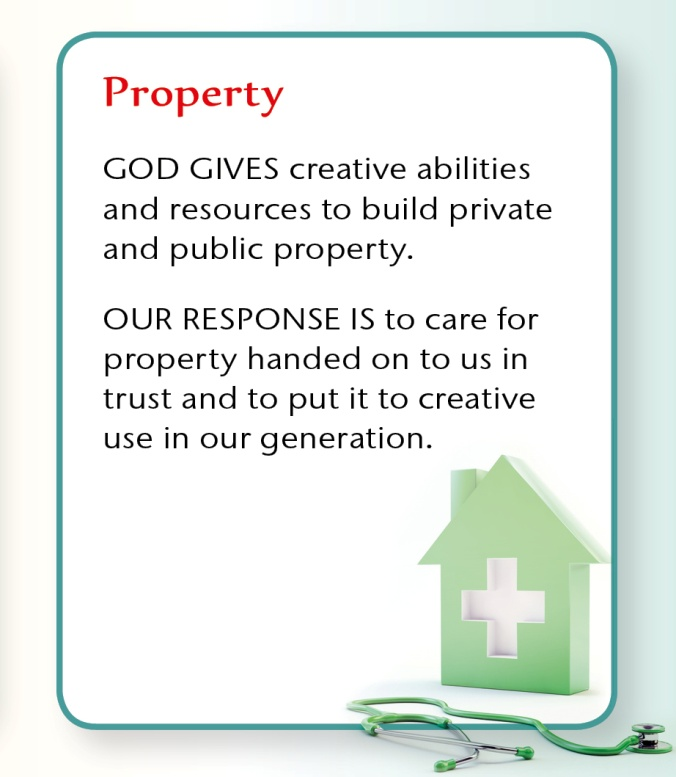 Property
GOD GIVES creative abilities
and resources to build private
and public property.
OUR RESPONSE IS to care for
property handed on to us in
trust and to put it to creative
use in our generation.